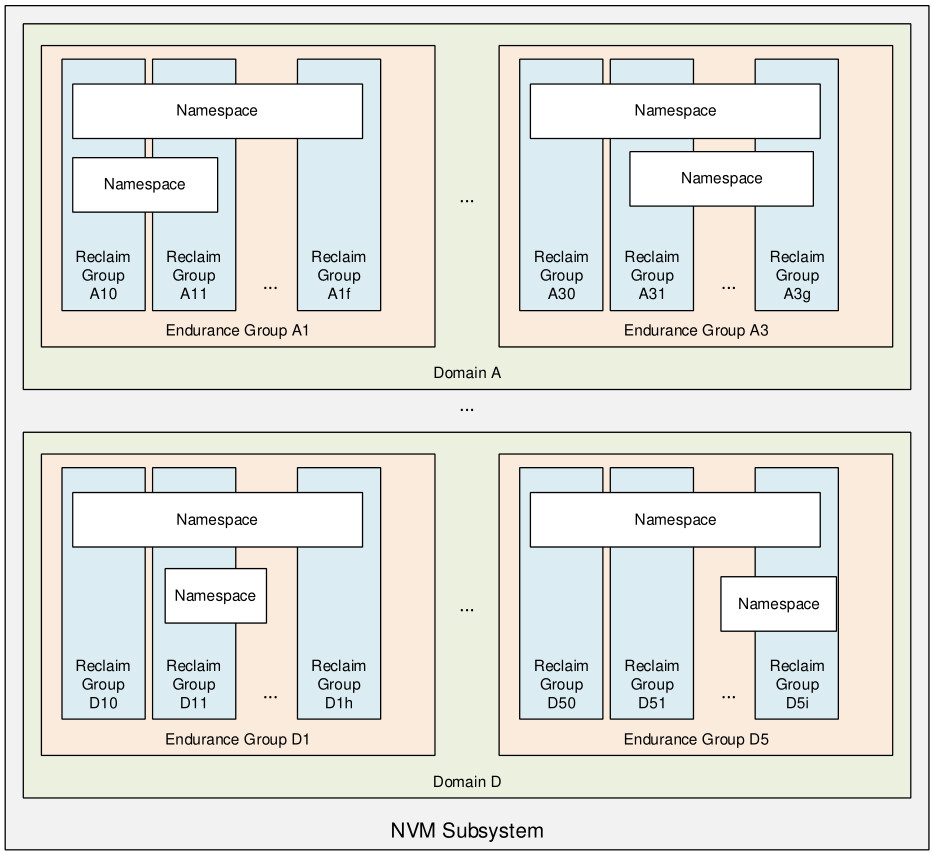 Namespace
Namespace
Reclaim
Group
A10
Reclaim
Group
A11
...
Reclaim
Group
A1f
Endurance Group A1
...
Namespace
Namespace
Reclaim
Group
A30
Reclaim
Group
A31
...
Reclaim
Group
A3g
Endurance Group A3
Domain A
...
Namespace
Namespace
Reclaim
Group
D10
Reclaim
Group
D11
...
Reclaim
Group
D1h
Endurance Group D1
...
Namespace
Namespace
Reclaim
Group
D50
Reclaim
Group
D51
...
Reclaim
Group
D5i
Endurance Group D5
Domain D
NVM Subsystem